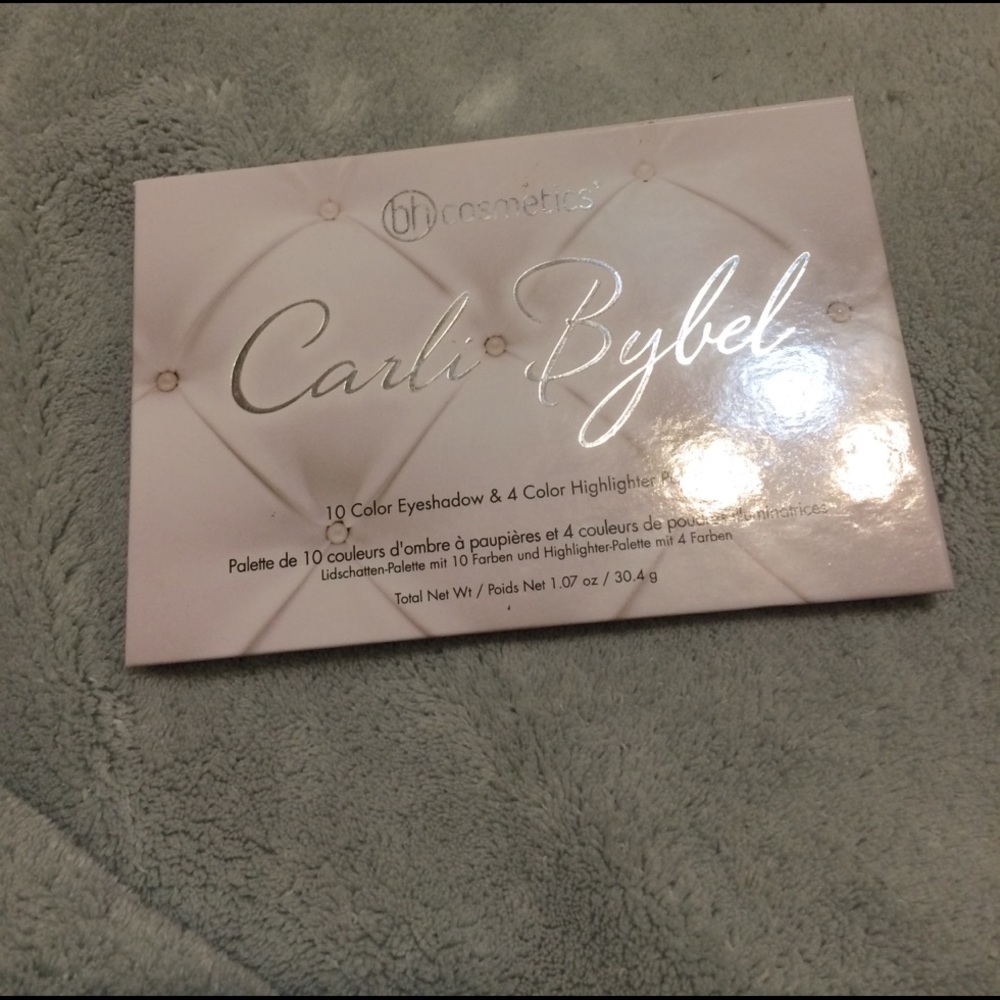 bh cosmetics
Carli Bybel
10 Color Eyeshadow & 4 Color Highlighter
Palette de 10 couleurs d'ombre à paupières et 4 couleurs de poudres illuminatrices
Lidschatten-Palette mit 10 Farben und Highlighter-Palette mit 4 Farben
Total Net Wt / Poids Net 1.07 oz / 30.4 g